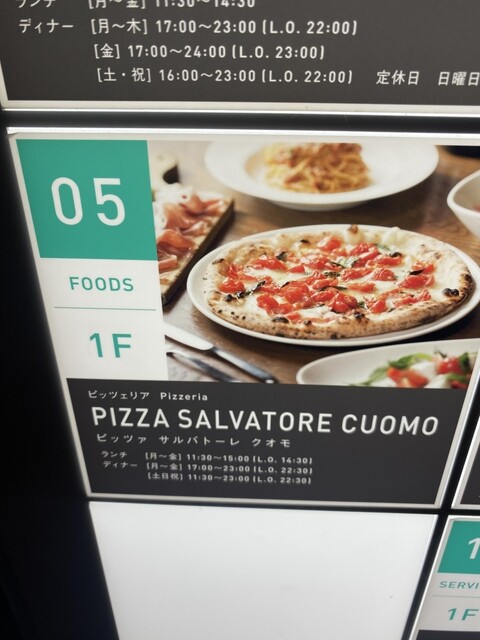 ランチ [月〜金] 11:30〜14:30
ディナー [月〜木] 17:00〜23:00 (L.O. 22:00)
[金] 17:00〜24:00 (L.O. 23:00)
[土・祝] 16:00〜23:00 (L.O. 22:00) 定休日 日曜日
05
FOODS
1F
ピッツェリア Pizzeria
PIZZA SALVATORE CUOMO
ピッツァ サルバトーレ クオモ
ランチ [月〜金] 11:30〜15:00 (L.O. 14:30)
ディナー [月〜金] 17:00〜23:00 (L.O. 22:30)
[土日祝] 11:30〜23:00 (L.O. 22:30)
1
SERVI
1F